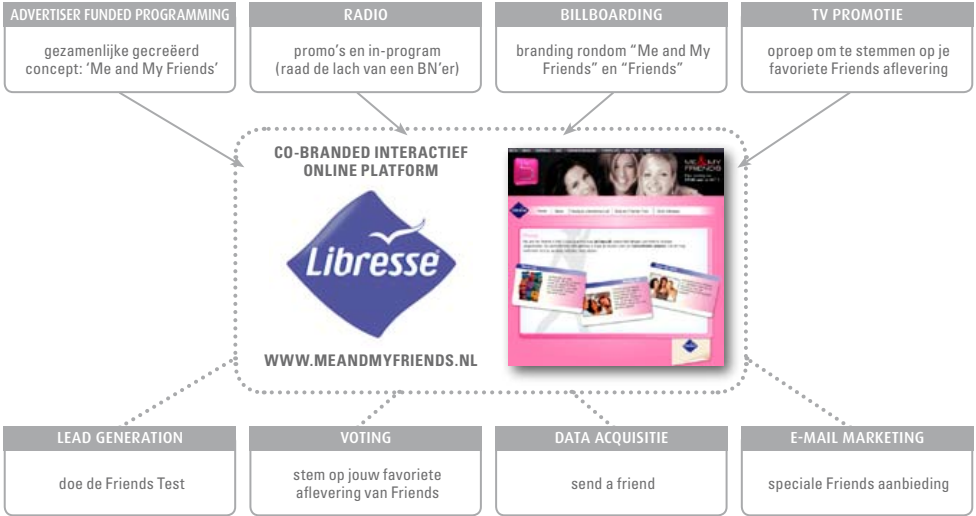 ADVERTISER FUNDED PROGRAMMING
gezamenlijke gecreëerd
concept: 'Me and My Friends'
RADIO
promo's en in-program
(raad de lach van een BN'er)
BILLBOARDING
branding rondom "Me and My
Friends" en "Friends"
TV PROMOTIE
oproep om te stemmen op je
favoriete Friends aflevering
CO-BRANDED INTERACTIEF
ONLINE PLATFORM
Libresse
WWW.MEANDMYFRIENDS.NL
ME & MY
FRIENDS
LEAD GENERATION
doe de Friends Test
VOTING
stem op jouw favoriete
aflevering van Friends
DATA ACQUISITIE
send a friend
E-MAIL MARKETING
speciale Friends aanbieding